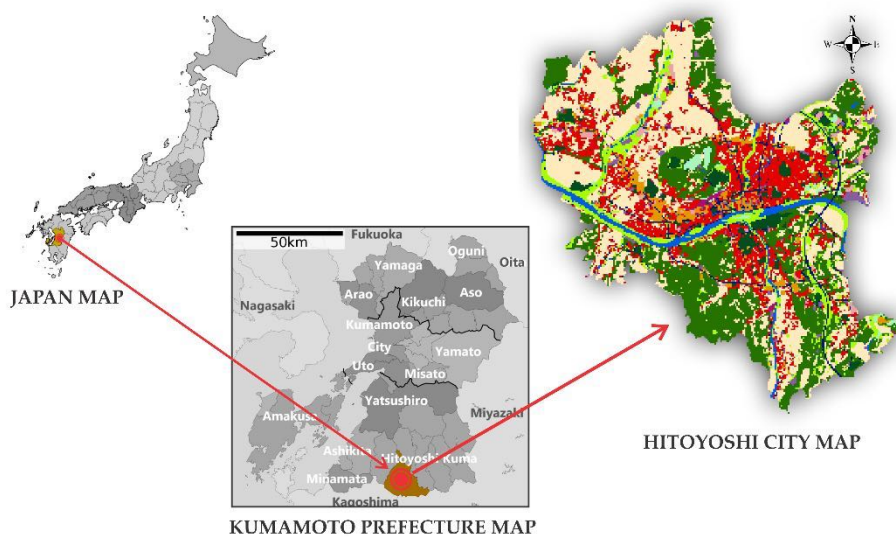 N
W E
S
50km
Fukuoka
Oguni
Oita
Yamaga
Arao
Kikuchi
Aso
Nagasaki
Kumamoto
City
Yamato
Uto
Misato
Yatsushiro
Amakusa
Miyazaki
Ashikita
Hitoyoshi Kuma
Minamata
Kagoshima
JAPAN MAP
HITOYOSHI CITY MAP
KUMAMOTO PREFECTURE MAP